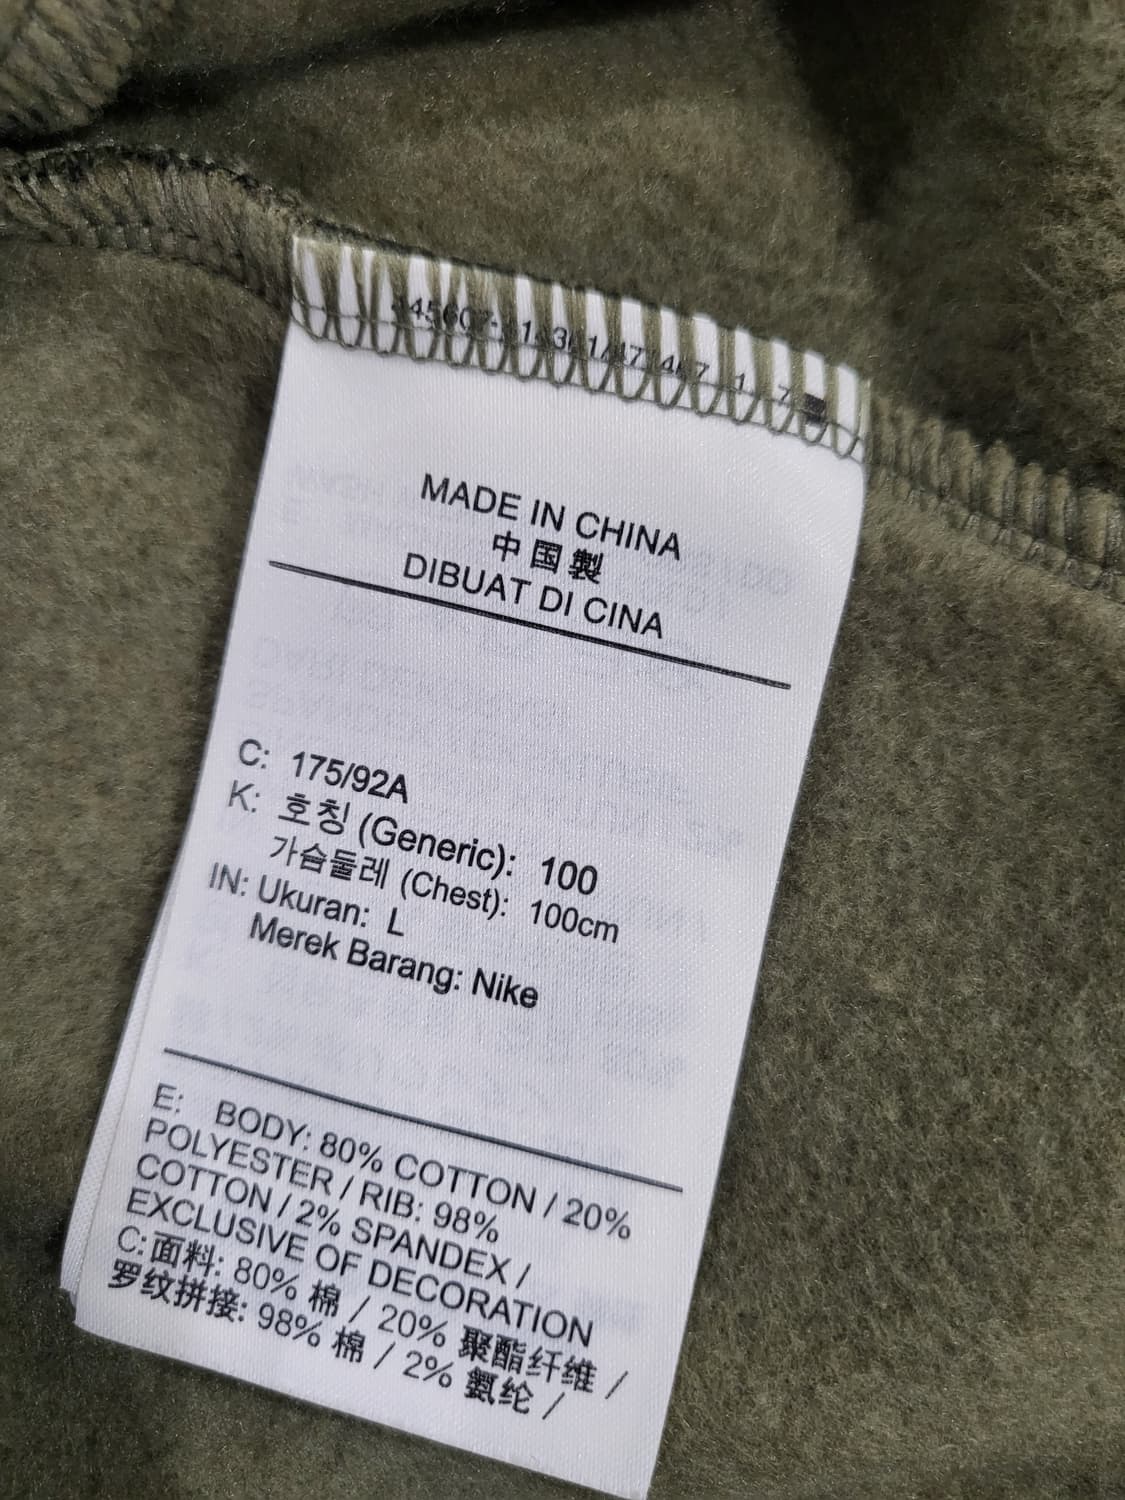 MADE IN CHINA
中国製
DIBUAT DI CINA
C: 175/92A
K: 호칭 (Generic): 100
가슴둘레 (Chest): 100cm
IN: Ukuran: L
Merek Barang: Nike
E: BODY: 80% COTTON / 20%
POLYESTER / RIB: 98%
COTTON / 2% SPANDEX /
EXCLUSIVE OF DECORATION
C: 面料: 80% 棉 / 20% 聚酯纤维 /
罗纹拼接: 98% 棉 / 2% 氨纶 /